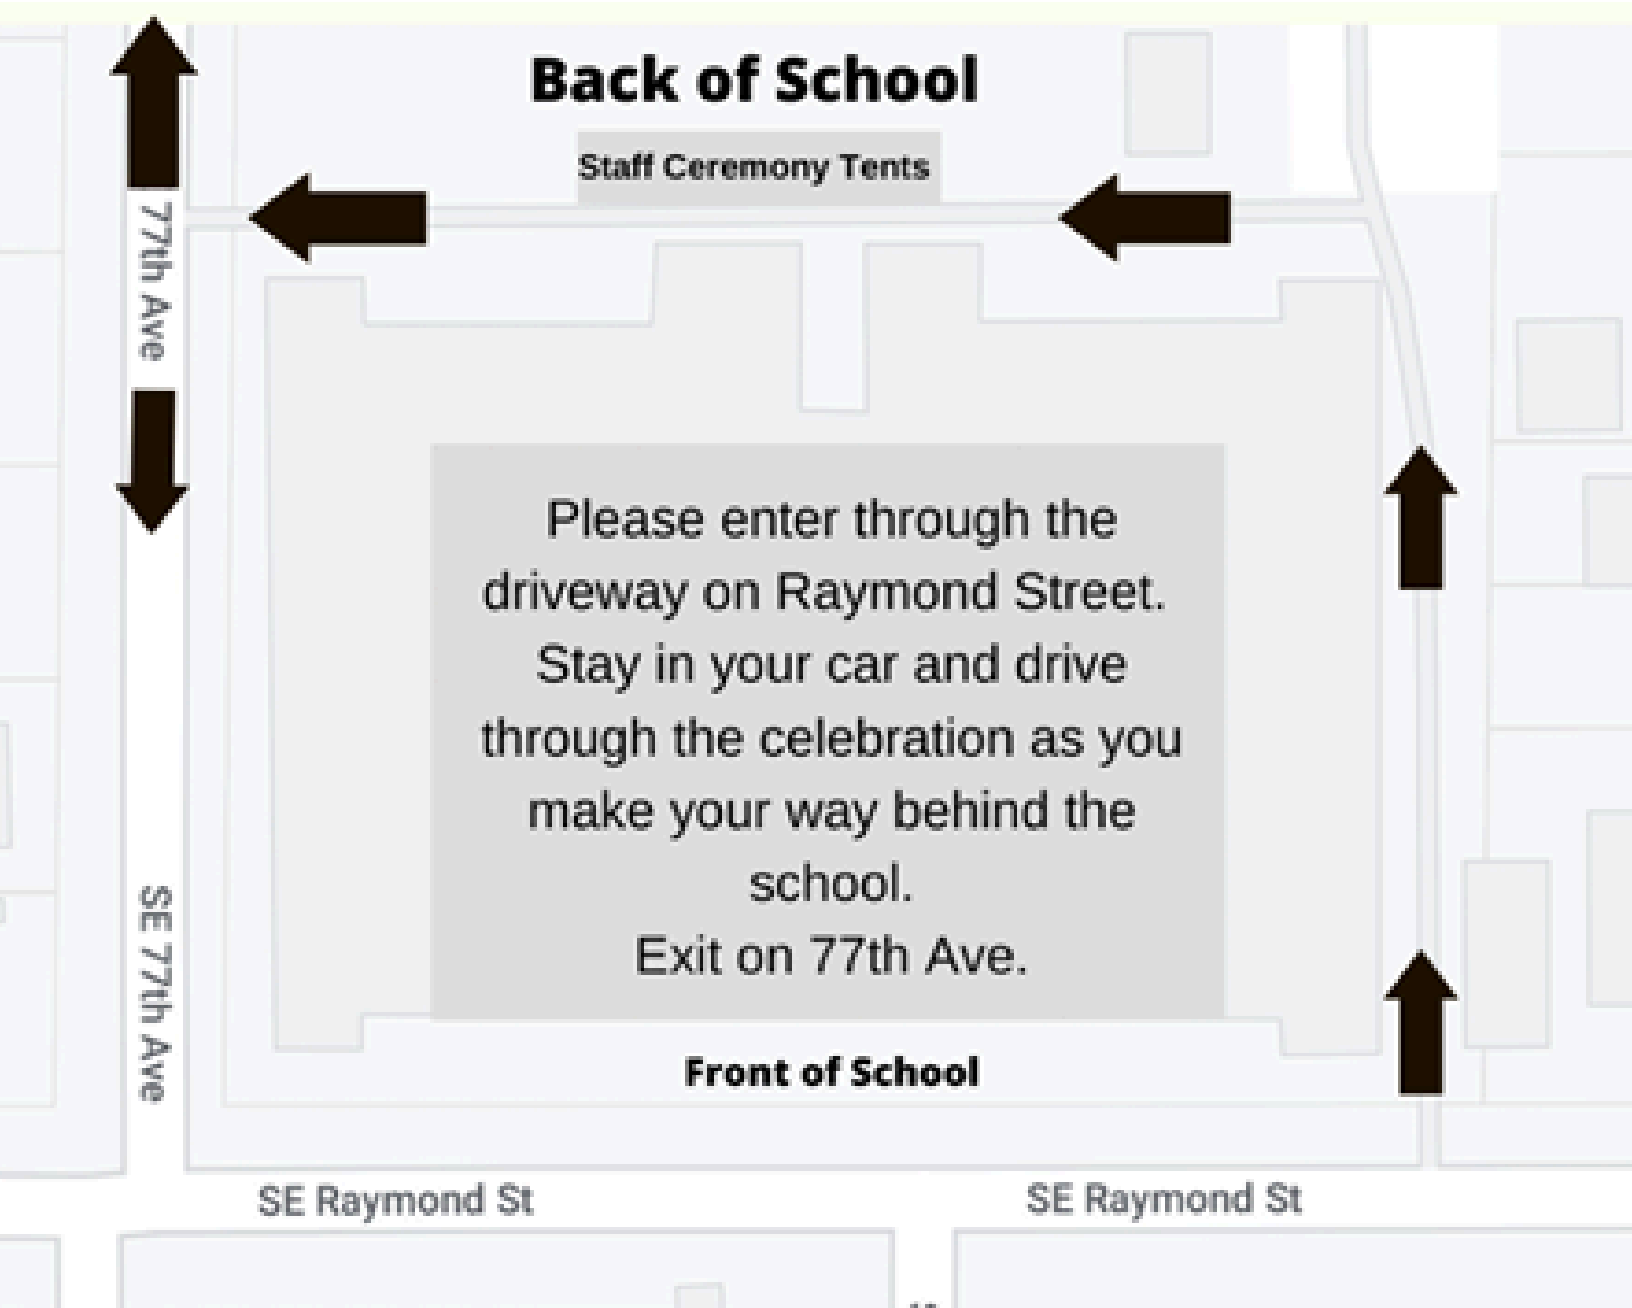 Back of School
Staff Ceremony Tents
77th Ave
Please enter through the
driveway on Raymond Street.
Stay in your car and drive
through the celebration as you
make your way behind the
school.
Exit on 77th Ave.
SE 77th Ave
Front of School
SE Raymond St
SE Raymond St